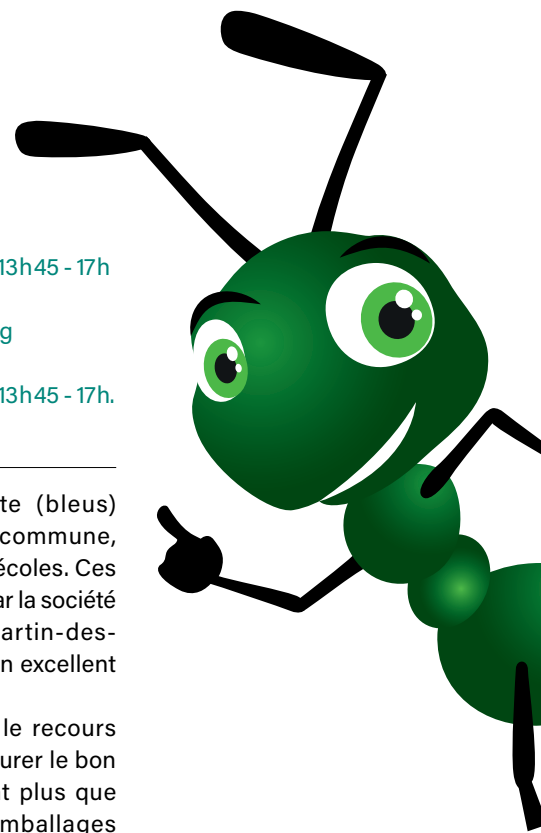 13h45 - 17h
g
13h45 - 17h.
te (bleus)
commune,
écoles. Ces
ar la société
artin-des-
n excellent
le recours
urer le bon
t plus que
mballages